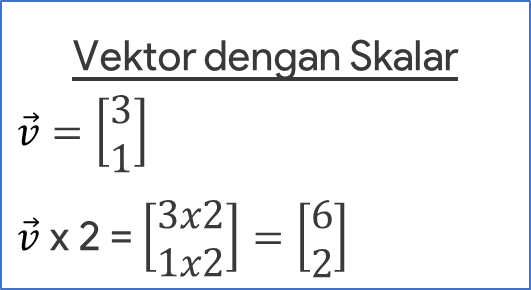 Vektor dengan Skalar
v⃗ = [3
1]
v⃗ x 2 = [3x2
1x2] = [6
2]